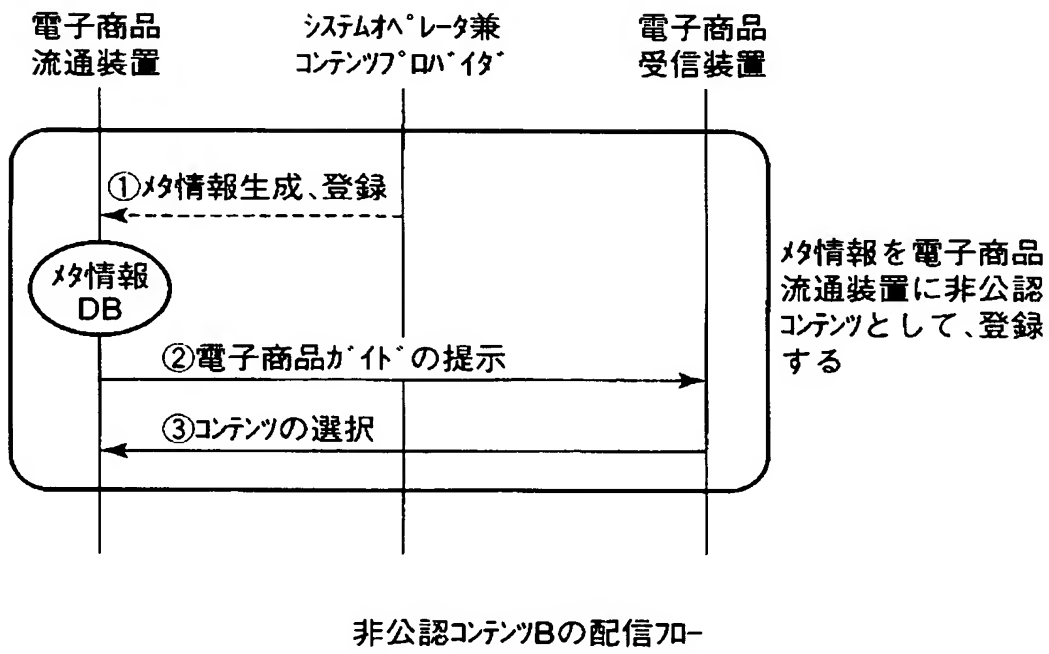 電子商品
流通装置
ｼｽﾃﾑｵﾍﾟﾚｰﾀ兼
ｺﾝﾃﾝﾂﾌﾟﾛﾊﾞｲﾀﾞ
電子商品
受信装置
①ﾒﾀ情報生成､登録
ﾒﾀ情報
DB
②電子商品ｶﾞｲﾄﾞの提示
③ｺﾝﾃﾝﾂの選択
ﾒﾀ情報を電子商品
流通装置に非公認
ｺﾝﾃﾝﾂとして､登録
する
非公認ｺﾝﾃﾝﾂBの配信ﾌﾛｰ